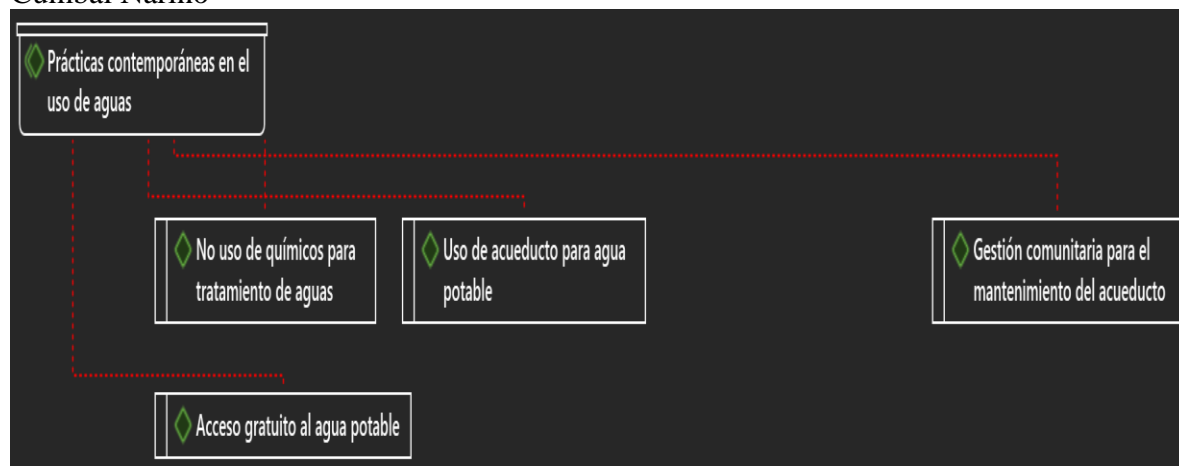 Prácticas contemporáneas en el
uso de aguas
No uso de químicos para
tratamiento de aguas
Uso de acueducto para agua
potable
Gestión comunitaria para el
mantenimiento del acueducto
Acceso gratuito al agua potable